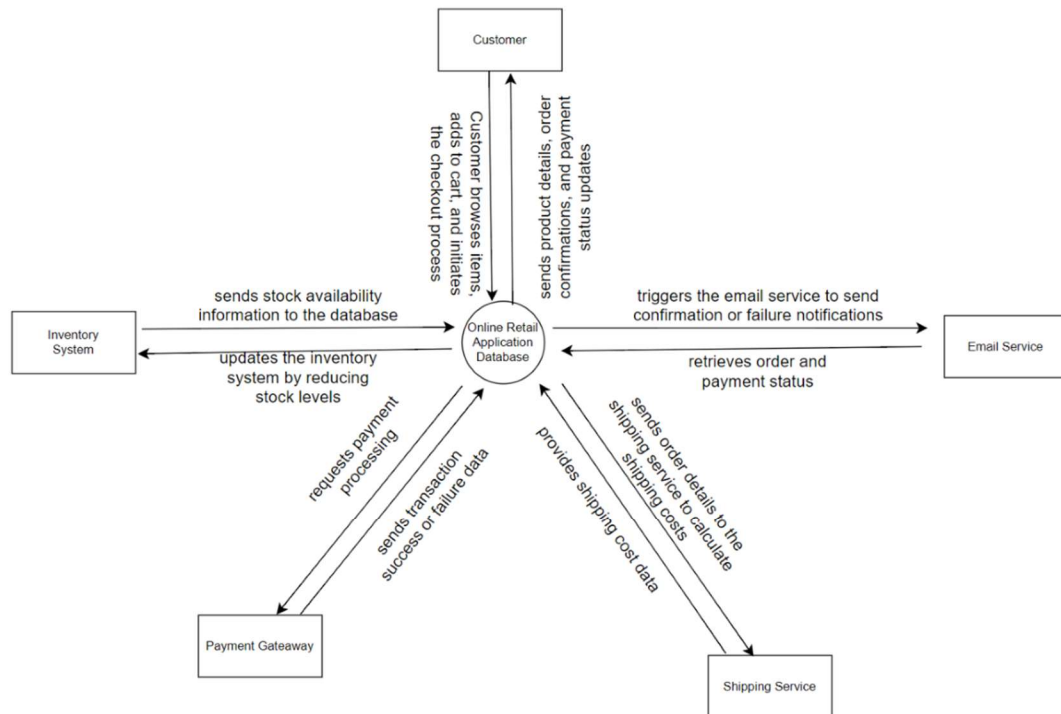 Customer
Customer browses items,
adds to cart, and initiates
the checkout process
sends product details, order
confirmations, and payment
status updates
sends stock availability
information to the database
Inventory
System
updates the inventory
system by reducing
stock levels
Online Retail
Application
Database
triggers the email service to send
confirmation or failure notifications
Email Service
retrieves order and
payment status
requests payment
processing
sends transaction
success or failure data
provides shipping cost data
sends order details to the
shipping service to calculate
shipping costs
Payment Gateaway
Shipping Service